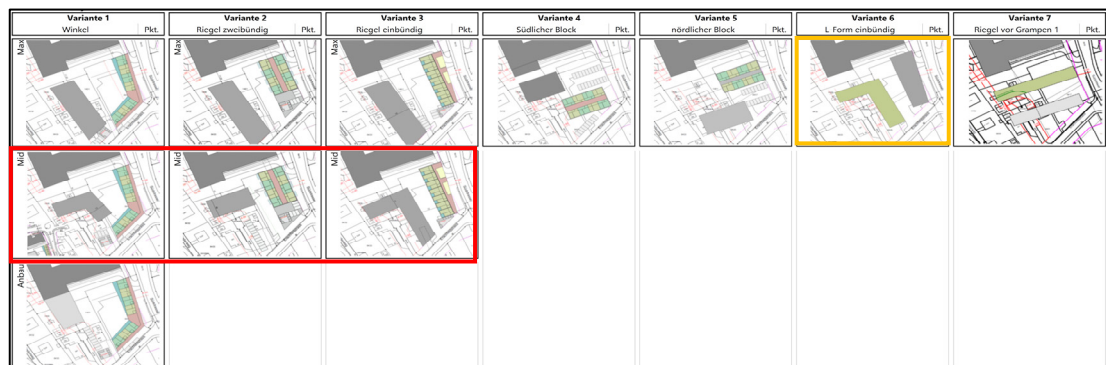 Variante 1
Winkel Pkt.
Variante 2
Riegel zweibündig Pkt.
Variante 3
Riegel einbündig Pkt.
Variante 4
Südlicher Block Pkt.
Variante 5
nördlicher Block Pkt.
Variante 6
L Form einbündig Pkt.
Variante 7
Riegel vor Grampen 1 Pkt.
Max
Max
Max
Mid
Mid
Mid
Anbau